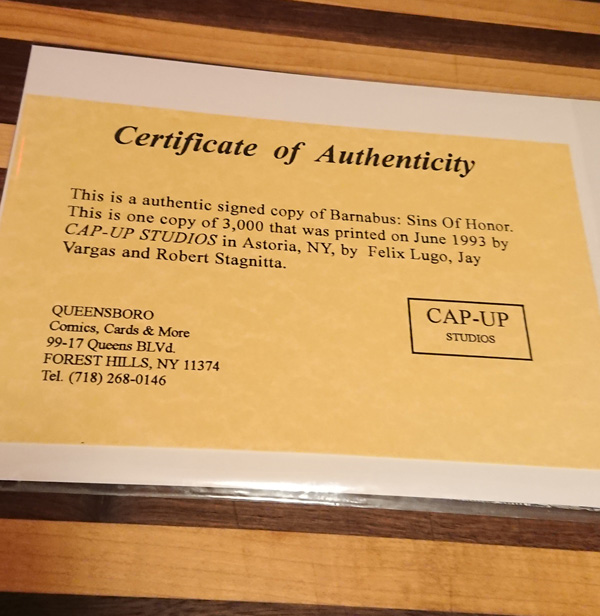 Certificate of Authenticity
This is a authentic signed copy of Barnabus: Sins Of Honor.
This is one copy of 3,000 that was printed on June 1993 by
CAP-UP STUDIOS in Astoria, NY, by Felix Lugo, Jay
Vargas and Robert Stagnitta.
QUEENSBORO
Comics, Cards & More
99-17 Queens BLVd.
FOREST HILLS, NY 11374
Tel. (718) 268-0146
CAP-UP
STUDIOS